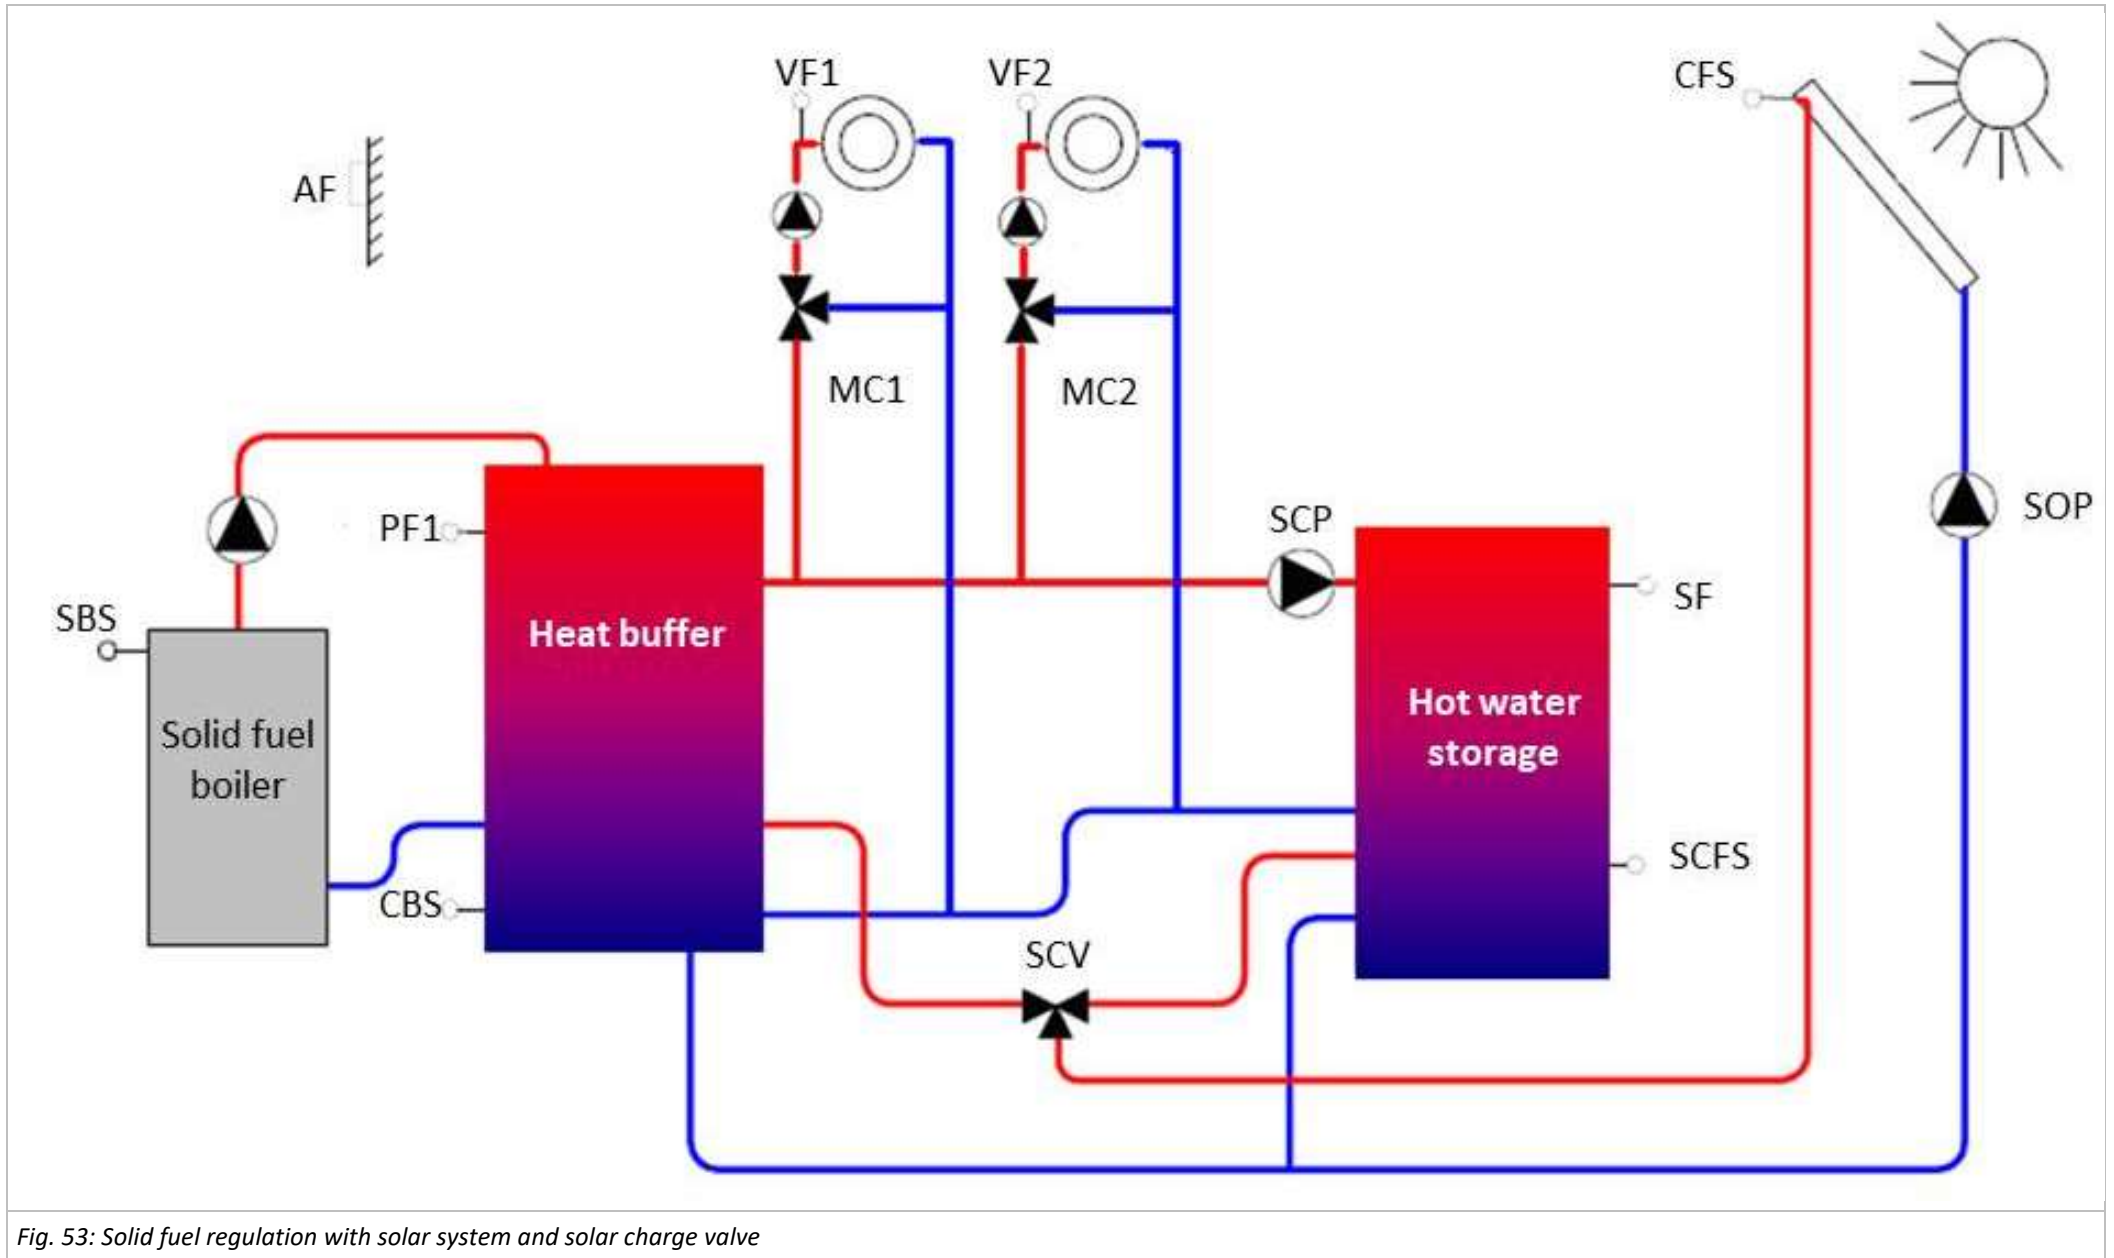 VF1
VF2
CFS
AF
MC1
MC2
SCP
SOP
PF1
SF
SBS
Heat buffer
Hot water
storage
Solid fuel
boiler
SCFS
CBS
SCV
Fig. 53: Solid fuel regulation with solar system and solar charge valve